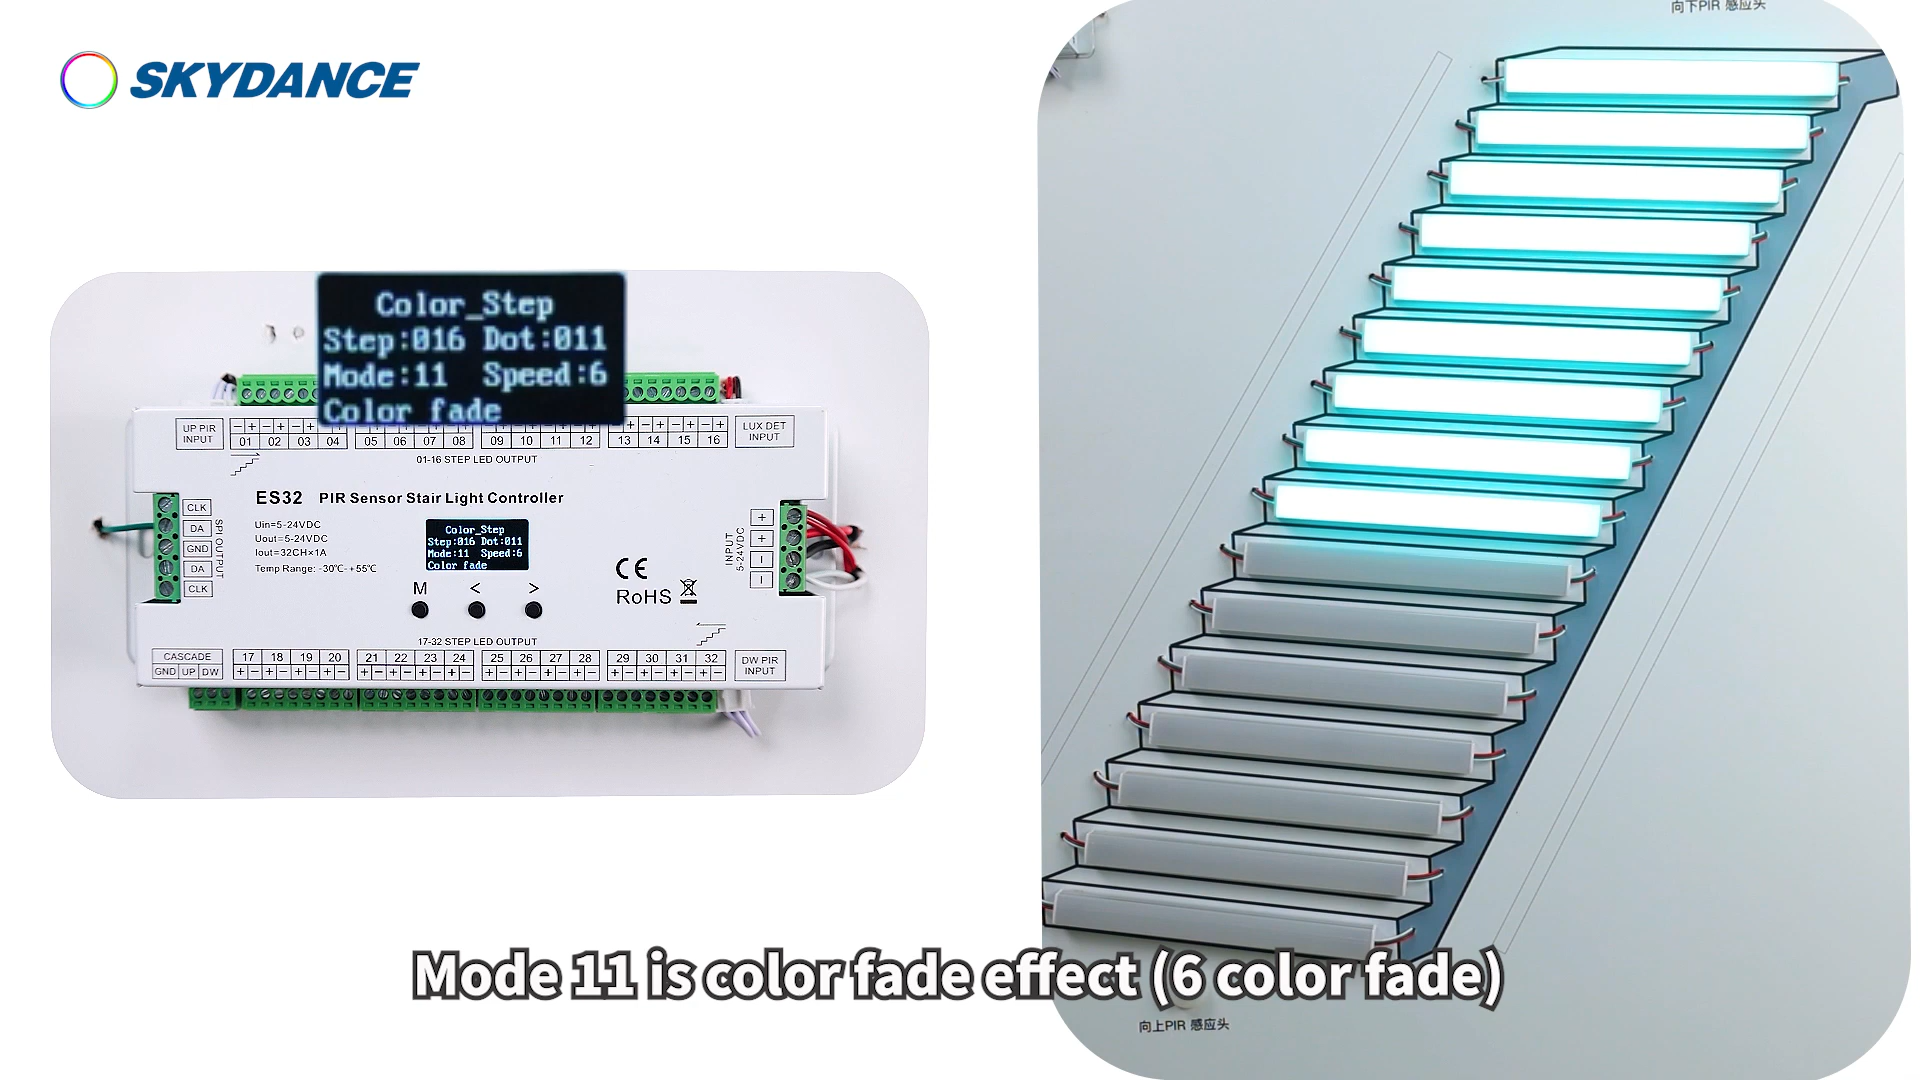 SKYDANCE
向下PIR 感应头
Color_Step
Step:016 Dot:011
Mode:11 Speed:6
Color fade
UP PIR INPUT
- + - + - +
01 02 03 04 05 06 07 08 09 10 11 12 13 14 15 16
LUX DET INPUT
01-16 STEP LED OUTPUT
ES32 PIR Sensor Stair Light Controller
Uin=5-24VDC
Uout=5-24VDC
Iout=32CH×1A
Temp Range: -30℃-+55℃
CLK
DA
GND
DA
CLK
SPI OUTPUT
Color_Step
Step:016 Dot:011
Mode:11 Speed:6
Color fade
M < >
CE
RoHS
INPUT
5-24VDC
+
+
-
-
17-32 STEP LED OUTPUT
CASCADE
GND UP DW
17 18 19 20 21 22 23 24 25 26 27 28 29 30 31 32
+ - + - + - + - + - + - + - + - + - + - + - + - + - + - + - + -
DW PIR INPUT
Mode 11 is color fade effect (6 color fade)
向上PIR 感应头